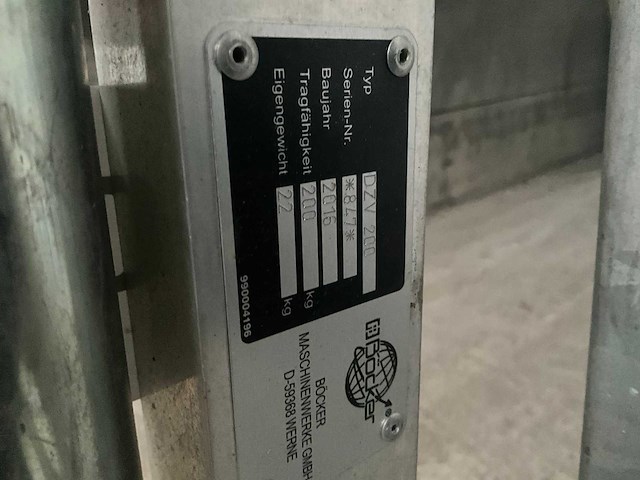 Typ DZV 200
Serien-Nr. *847*
Baujahr 2016
Tragfähigkeit 200 kg
Eigengewicht 22 kg
990004196
Böcker®
BÖCKER
MASCHINENWERKE GMBH
D-59368 WERNE